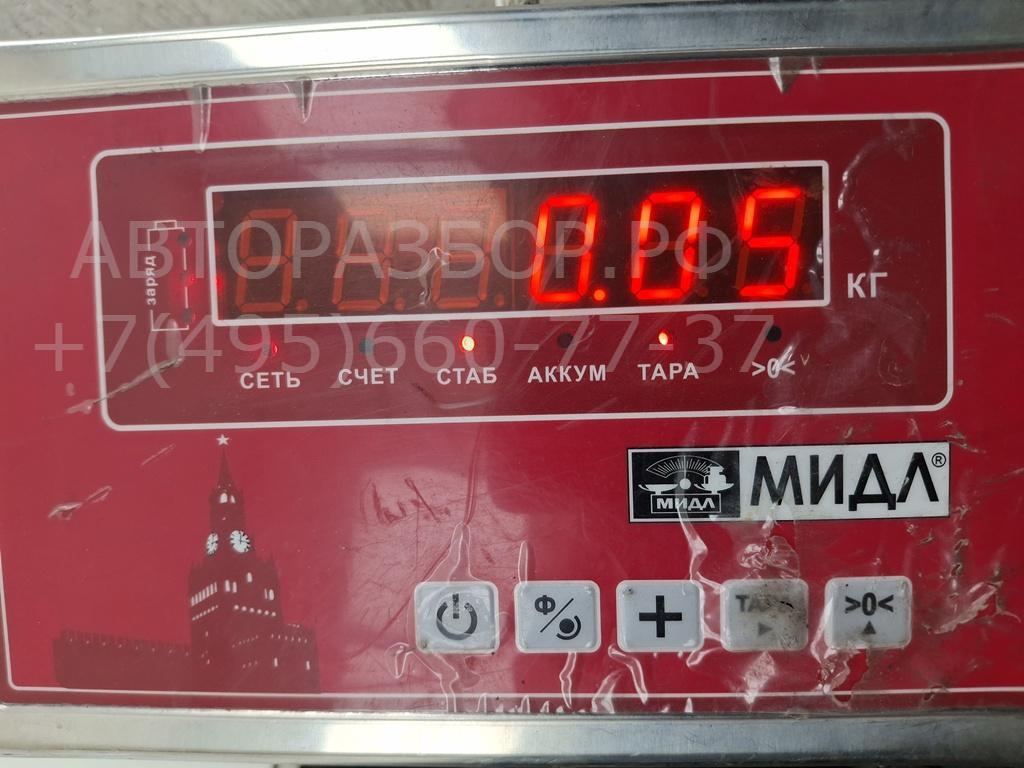 0.05
КГ
заряд
АВТОРАЗБОР.РФ
+7(495)660-77-37
СЕТЬ СЧЕТ СТАБ АККУМ ТАРА >0<
МИДЛ МИДЛ®
Ф + >0<